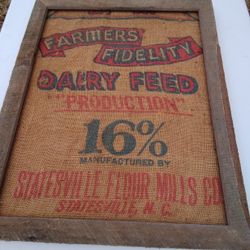 FARMERS
FIDELITY
DAIRY FEED
"PRODUCTION"
16%
MANUFACTURED BY
STATESVILLE FLOUR MILLS CO.
STATESVILLE, N. C.